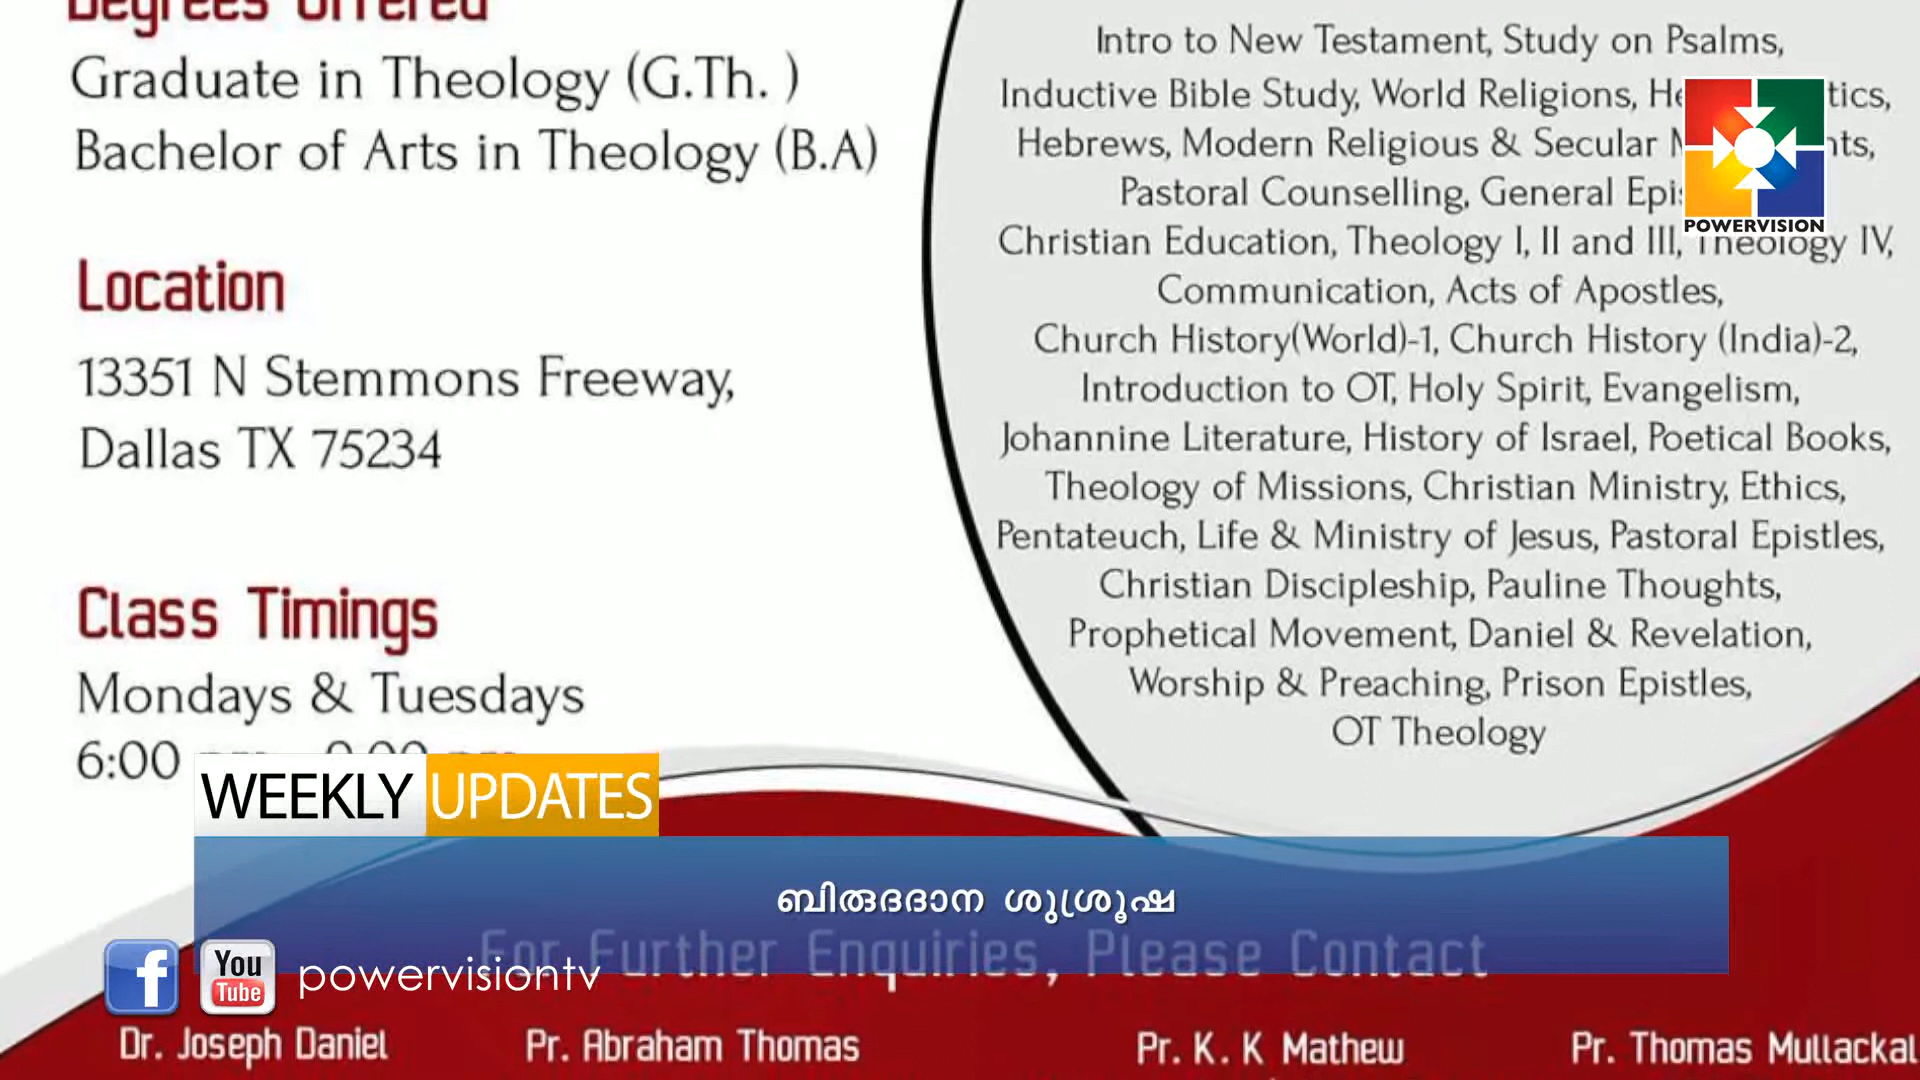 Degrees Offered
Graduate in Theology (G.Th. )
Bachelor of Arts in Theology (B.A)
Location
13351 N Stemmons Freeway,
Dallas TX 75234
Class Timings
Mondays & Tuesdays
6:00
Intro to New Testament, Study on Psalms,
Inductive Bible Study, World Religions,
Hebrews, Modern Religious & Secular
Pastoral Counselling, General
Christian Education, Theology I, II and III, Theology IV,
Communication, Acts of Apostles,
Church History(World)-1, Church History (India)-2,
Introduction to OT, Holy Spirit, Evangelism,
Johannine Literature, History of Israel, Poetical Books,
Theology of Missions, Christian Ministry, Ethics,
Pentateuch, Life & Ministry of Jesus, Pastoral Epistles,
Christian Discipleship, Pauline Thoughts,
Prophetical Movement, Daniel & Revelation,
Worship & Preaching, Prison Epistles,
OT Theology
POWERVISION
WEEKLY UPDATES
ബിരുദദാന ശുശ്രൂഷ
For Further Enquiries, Please Contact
You Tube powervisiontv
Dr. Joseph Daniel
Pr. Abraham Thomas
Pr. K. K Mathew
Pr. Thomas Mullackal